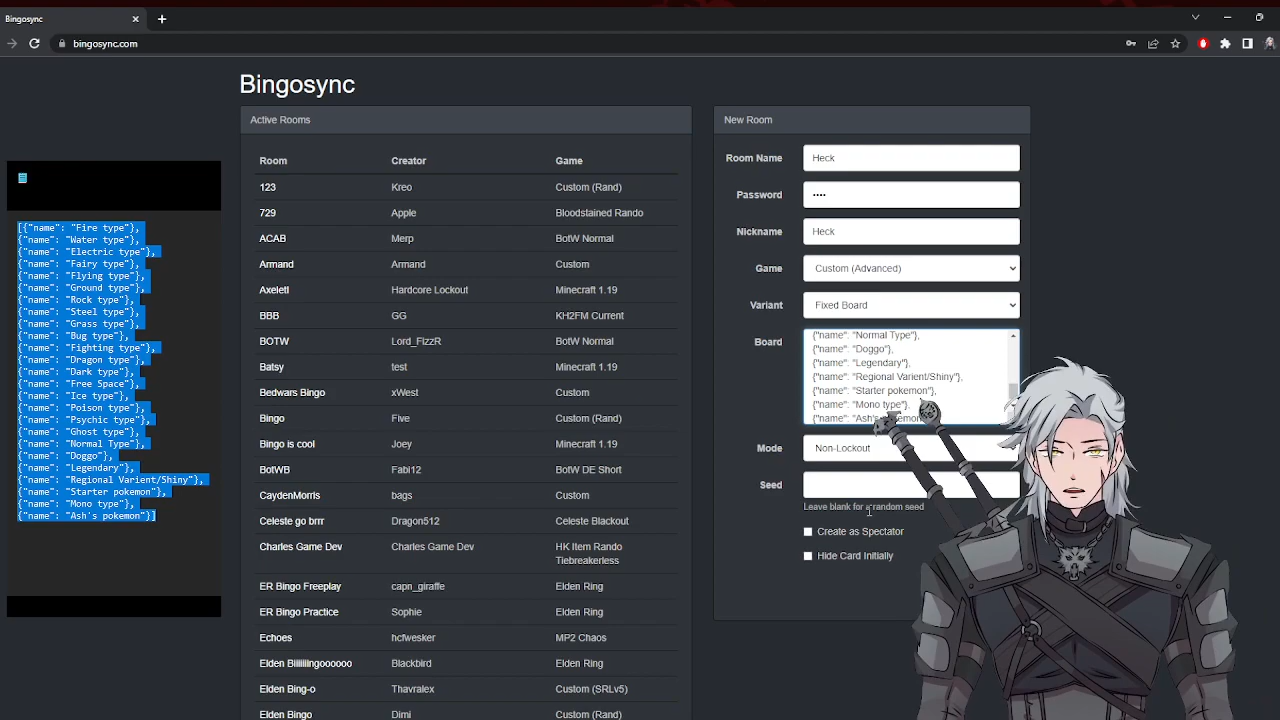 Bingosync
bingosync.com
Bingosync
Active Rooms
Room Creator Game
123 Kreo Custom (Rand)
729 Apple Bloodstained Rando
ACAB Merp BotW Normal
Armand Armand Custom
Axeletl Hardcore Lockout Minecraft 1.19
BBB GG KH2FM Current
BOTW Lord_FizzR BotW Normal
Batsy test Minecraft 1.19
Bedwars Bingo xWest Custom
Bingo Five Custom (Rand)
Bingo is cool Joey Minecraft 1.19
BotWB Fabi12 BotW DE Short
CaydenMorris bags Custom
Celeste go brrr Dragon512 Celeste Blackout
Charles Game Dev Charles Game Dev HK Item Rando
Tiebreakerless
ER Bingo Freeplay capn_giraffe Elden Ring
ER Bingo Practice Sophie Elden Ring
Echoes hcfwesker MP2 Chaos
Elden Biiiiiiingoooooo Blackbird Elden Ring
Elden Bing-o Thavralex Custom (SRLv5)
Elden Bingo Dimi Custom (Rand)
New Room
Room Name Heck
Password ••••
Nickname Heck
Game Custom (Advanced)
Variant Fixed Board
Board
{"name": "Normal Type"},
{"name": "Doggo"},
{"name": "Legendary"},
{"name": "Regional Varient/Shiny"},
{"name": "Starter pokemon"},
{"name": "Mono type"},
{"name": "Ash's
Mode Non-Lockout
Seed
Leave blank for a random seed
Create as Spectator
Hide Card Initially
[{"name": "Fire type"},
{"name": "Water type"},
{"name": "Electric type"},
{"name": "Fairy type"},
{"name": "Flying type"},
{"name": "Ground type"},
{"name": "Rock type"},
{"name": "Steel type"},
{"name": "Grass type"},
{"name": "Bug type"},
{"name": "Fighting type"},
{"name": "Dragon type"},
{"name": "Dark type"},
{"name": "Free Space"},
{"name": "Ice type"},
{"name": "Poison type"},
{"name": "Psychic type"},
{"name": "Ghost type"},
{"name": "Normal Type"},
{"name": "Doggo"},
{"name": "Legendary"},
{"name": "Regional Varient/Shiny"},
{"name": "Starter pokemon"},
{"name": "Mono type"},
{"name": "Ash's pokemon"}]